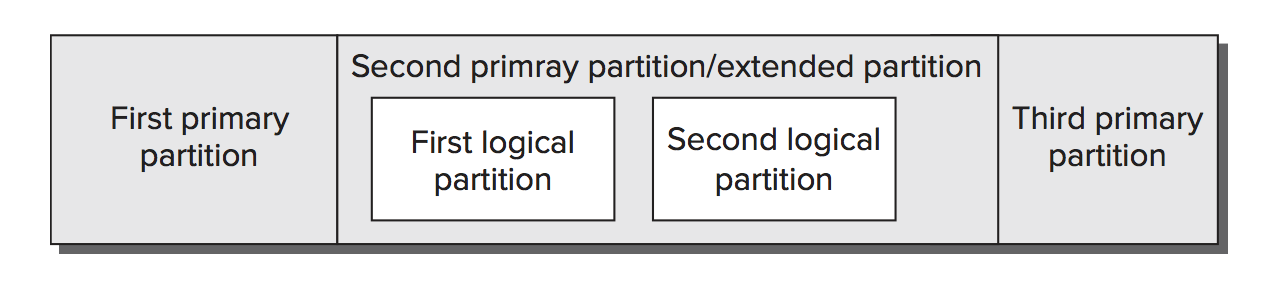 Second primray partition/extended partition
First primary
partition
First logical
partition
Second logical
partition
Third primary
partition